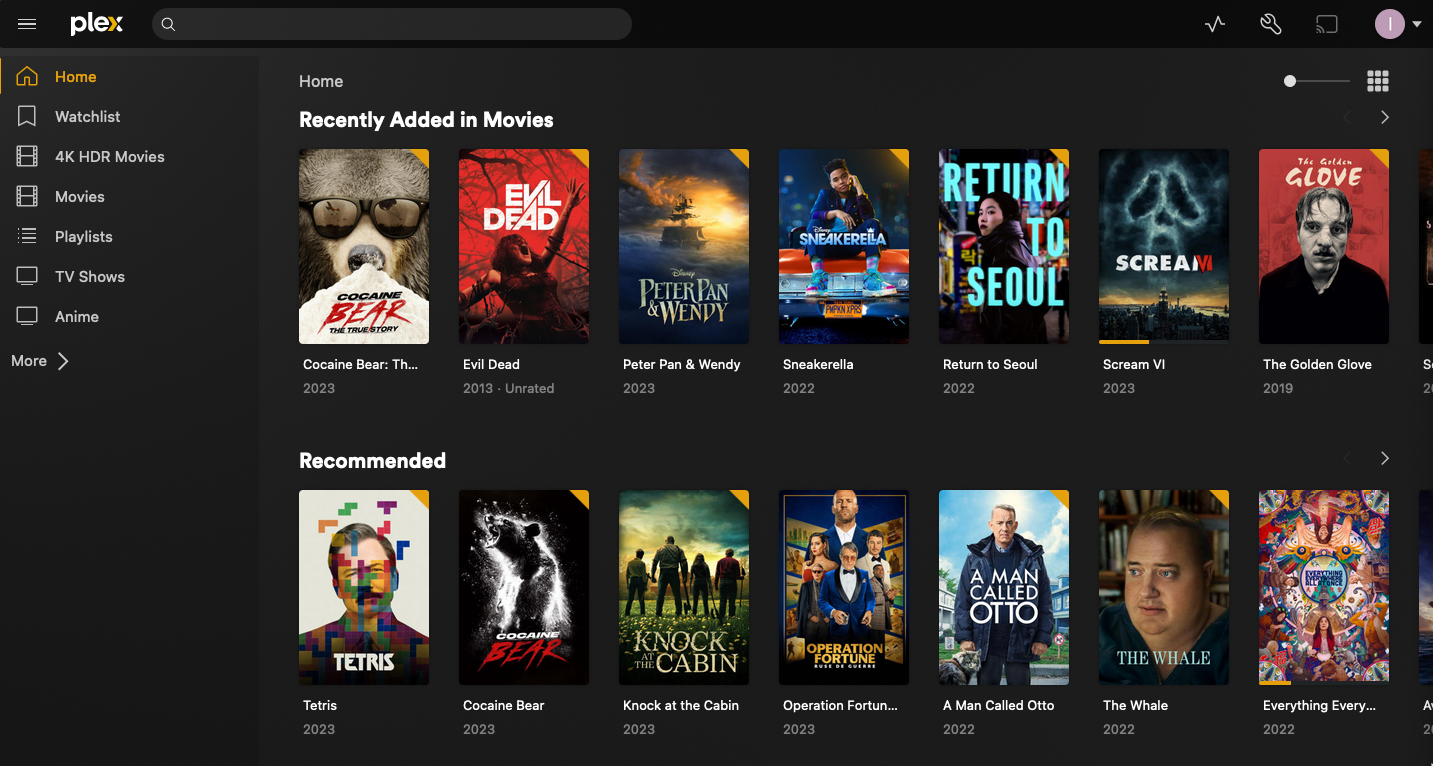 plex
I
Home
Watchlist
4K HDR Movies
Movies
Playlists
TV Shows
Anime
More
Home
Recently Added in Movies
COCAINE
BEAR
THE TRUE STORY
EVIL
DEAD
Disney
PETER PAN
& WENDY
Disney
SNEAKERELLA
PMPKN XPRS
RETURN
TO
SEOUL
락
SCREAM VI
The Golden
GLOVE
Cocaine Bear: Th...
2023
Evil Dead
2013 · Unrated
Peter Pan & Wendy
2023
Sneakerella
2022
Return to Seoul
2022
Scream VI
2023
The Golden Glove
2019
Recommended
TETRIS
COCAINE
BEAR
KNOCK
AT THE CABIN
OPERATION
FORTUNE
RUSE DE GUERRE
A MAN
CALLED
OTTO
THE WHALE
EVERYTHING
EVERYWHERE
ALL AT ONCE
Tetris
2023
Cocaine Bear
2023
Knock at the Cabin
2023
Operation Fortun...
2023
A Man Called Otto
2022
The Whale
2022
Everything Every...
2022